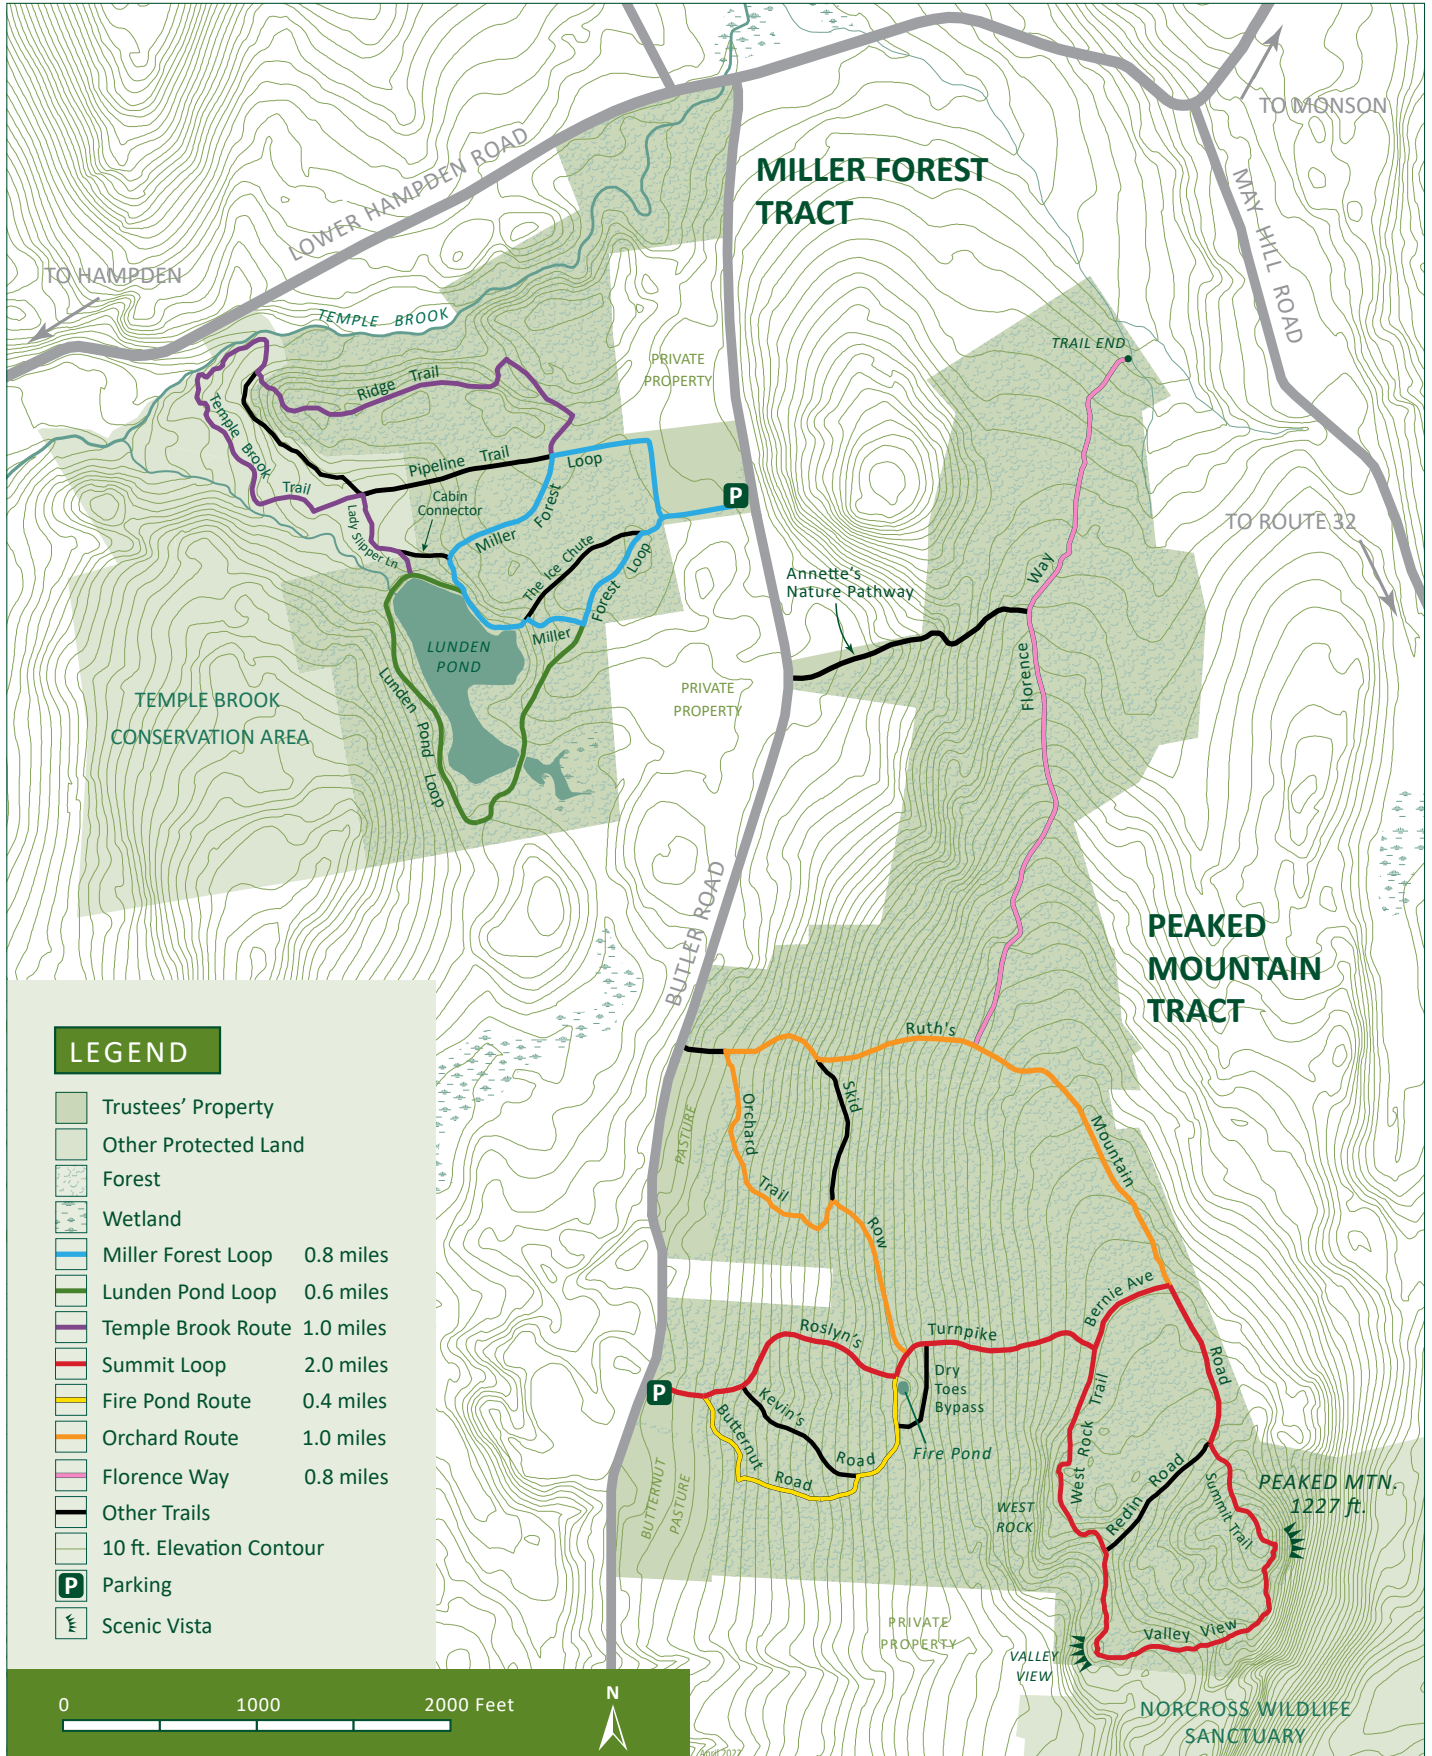 TO MONSON
LOWER HAMPDEN ROAD
MILLER FOREST
TRACT
MAY HILL ROAD
TO HAMPDEN
TEMPLE BROOK
TRAIL END
PRIVATE
PROPERTY
Ridge Trail
Temple Brook
Trail
Pipeline Trail
Loop
Cabin
Connector
Forest
Miller
P
Lady Slipper Ln
The Ice Chute
Forest Loop
Miller
TO ROUTE 32
Way
Annette's
Nature Pathway
Florence
LUNDEN
POND
Lunden Pond Loop
TEMPLE BROOK
CONSERVATION AREA
PRIVATE
PROPERTY
BUTLER ROAD
PEAKED
MOUNTAIN
TRACT
Ruth's
Mountain
Road
PASTURE
Orchard
Trail
Skid
Row
Bernie Ave
Roslyn's
Turnpike
Dry
Toes
Bypass
P
Kevin's
Road
Butternut
Road
Fire Pond
West Rock Trail
Redin Road
Summit Trail
PEAKED MTN.
1227 ft.
WEST
ROCK
BUTTERNUT
PASTURE
PRIVATE
PROPERTY
Valley View
VALLEY
VIEW
NORCROSS WILDLIFE
SANCTUARY
LEGEND
Trustees' Property
Other Protected Land
Forest
Wetland
Miller Forest Loop 0.8 miles
Lunden Pond Loop 0.6 miles
Temple Brook Route 1.0 miles
Summit Loop 2.0 miles
Fire Pond Route 0.4 miles
Orchard Route 1.0 miles
Florence Way 0.8 miles
Other Trails
10 ft. Elevation Contour
P Parking
Scenic Vista
0 1000 2000 Feet
N